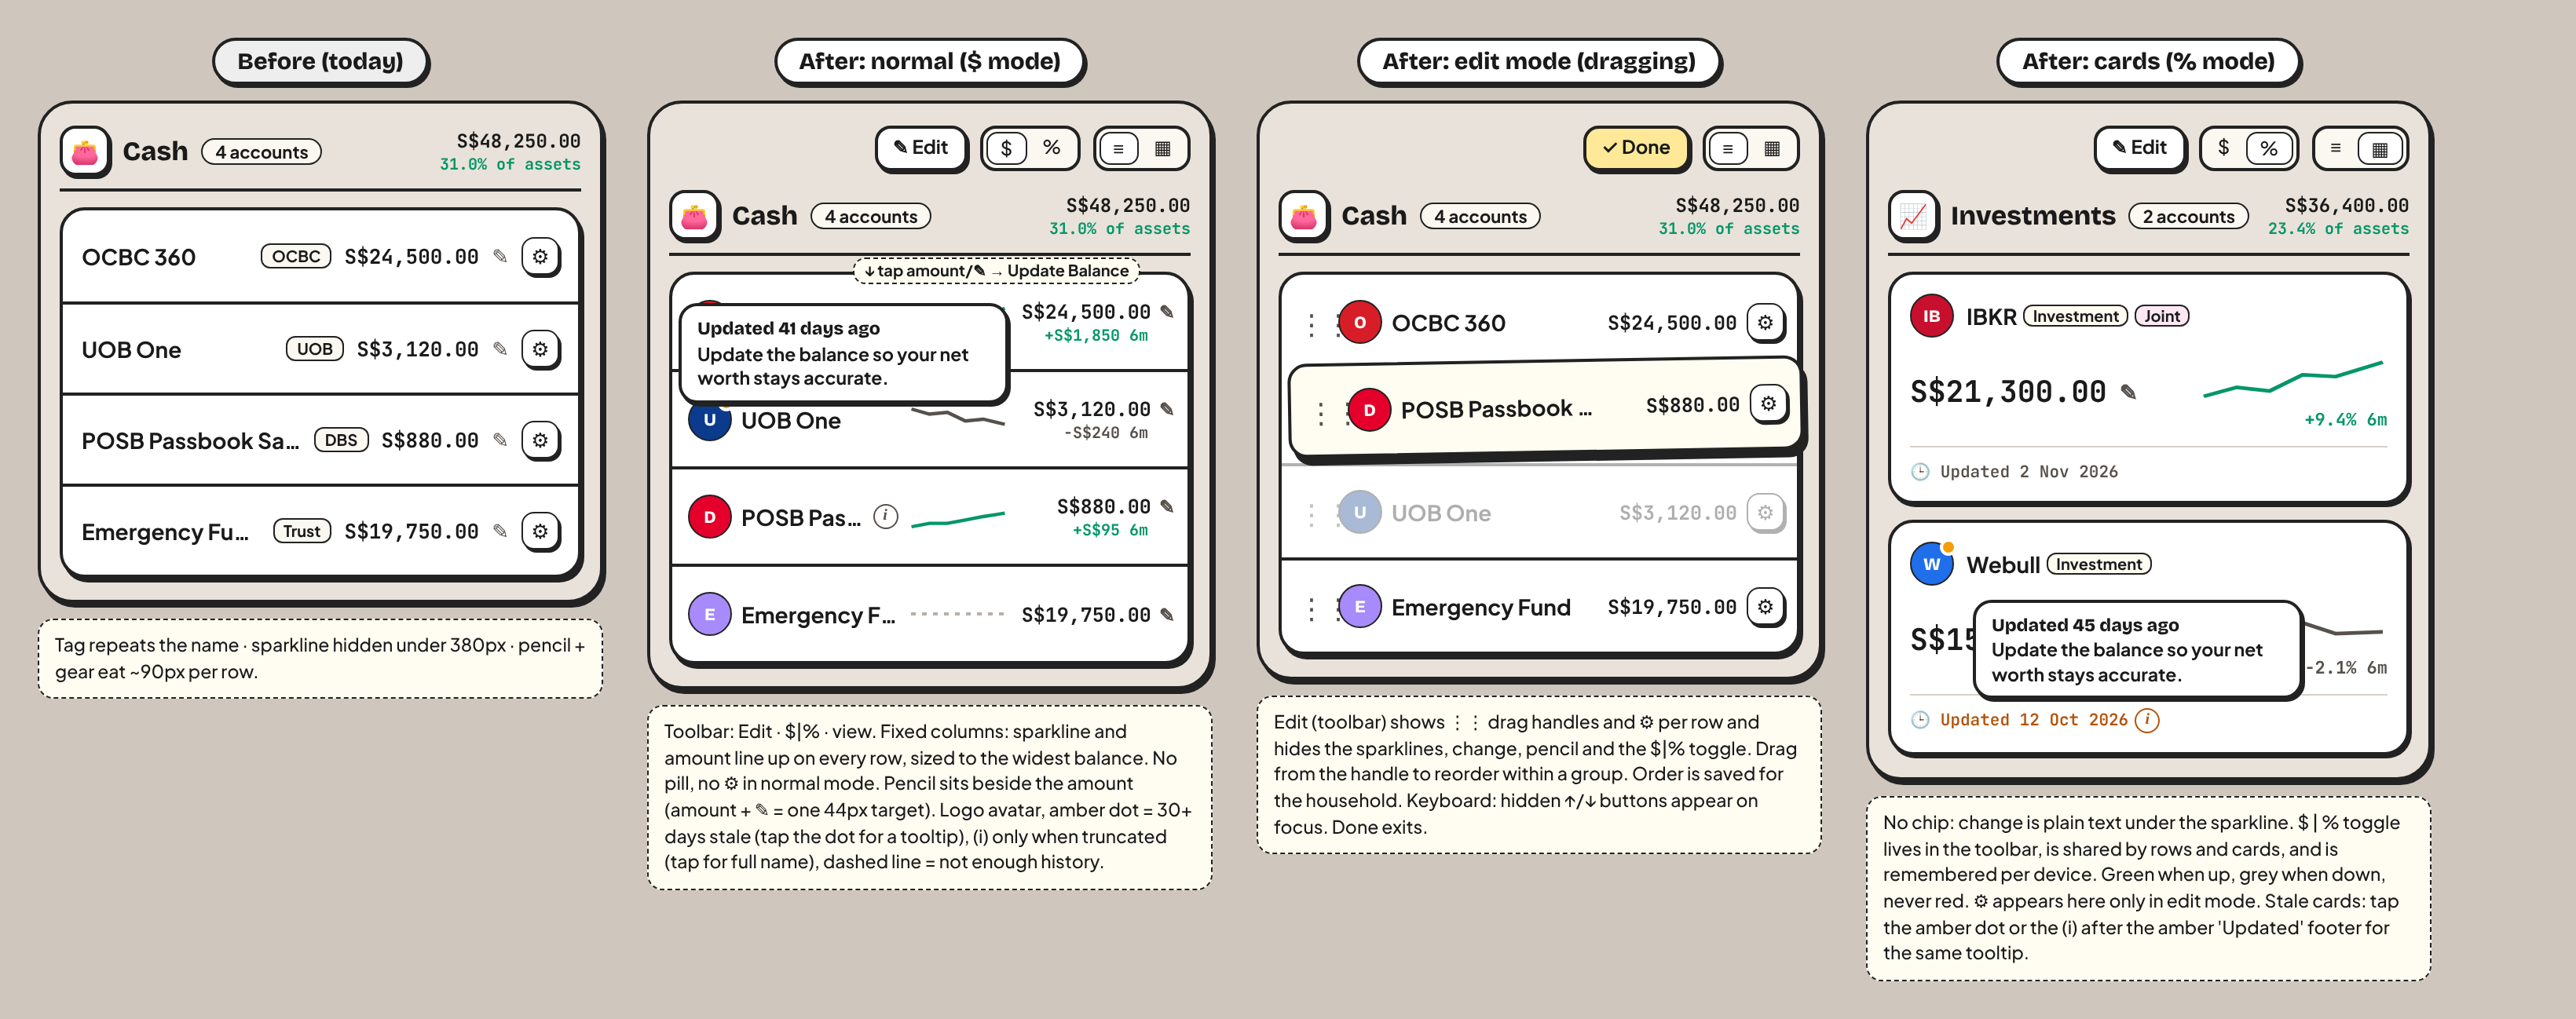 Before (today)
Cash
4 accounts
S$48,250.00
31.0% of assets
OCBC 360
OCBC
S$24,500.00
UOB One
UOB
S$3,120.00
POSB Passbook Sa...
DBS
S$880.00
Emergency Fu...
Trust
S$19,750.00
Tag repeats the name · sparkline hidden under 380px · pencil +
gear eat ~90px per row.
After: normal ($ mode)
✎ Edit
$
%
≡
▦
Cash
4 accounts
S$48,250.00
31.0% of assets
↓ tap amount/✎ → Update Balance
S$24,500.00 ✎
+S$1,850 6m
Updated 41 days ago
Update the balance so your net
worth stays accurate.
U
UOB One
S$3,120.00 ✎
-S$240 6m
D
POSB Pas...
i
S$880.00 ✎
+S$95 6m
E
Emergency F...
S$19,750.00 ✎
Toolbar: Edit · $|% · view. Fixed columns: sparkline and
amount line up on every row, sized to the widest balance. No
pill, no ⚙ in normal mode. Pencil sits beside the amount
(amount + ✎ = one 44px target). Logo avatar, amber dot = 30+
days stale (tap the dot for a tooltip), (i) only when truncated
(tap for full name), dashed line = not enough history.
After: edit mode (dragging)
✓ Done
≡
▦
Cash
4 accounts
S$48,250.00
31.0% of assets
O
OCBC 360
S$24,500.00
D
POSB Passbook ...
S$880.00
U
UOB One
S$3,120.00
E
Emergency Fund
S$19,750.00
Edit (toolbar) shows ⋮⋮ drag handles and ⚙ per row and
hides the sparklines, change, pencil and the $|% toggle. Drag
from the handle to reorder within a group. Order is saved for
the household. Keyboard: hidden ↑/↓ buttons appear on
focus. Done exits.
After: cards (% mode)
✎ Edit
$
%
≡
▦
Investments
2 accounts
S$36,400.00
23.4% of assets
IB
IBKR
Investment
Joint
S$21,300.00 ✎
+9.4% 6m
Updated 2 Nov 2026
W
Webull
Investment
S$15
Updated 45 days ago
Update the balance so your net
worth stays accurate.
-2.1% 6m
Updated 12 Oct 2026
i
No chip: change is plain text under the sparkline. $ | % toggle
lives in the toolbar, is shared by rows and cards, and is
remembered per device. Green when up, grey when down,
never red. ⚙ appears here only in edit mode. Stale cards: tap
the amber dot or the (i) after the amber 'Updated' footer for
the same tooltip.